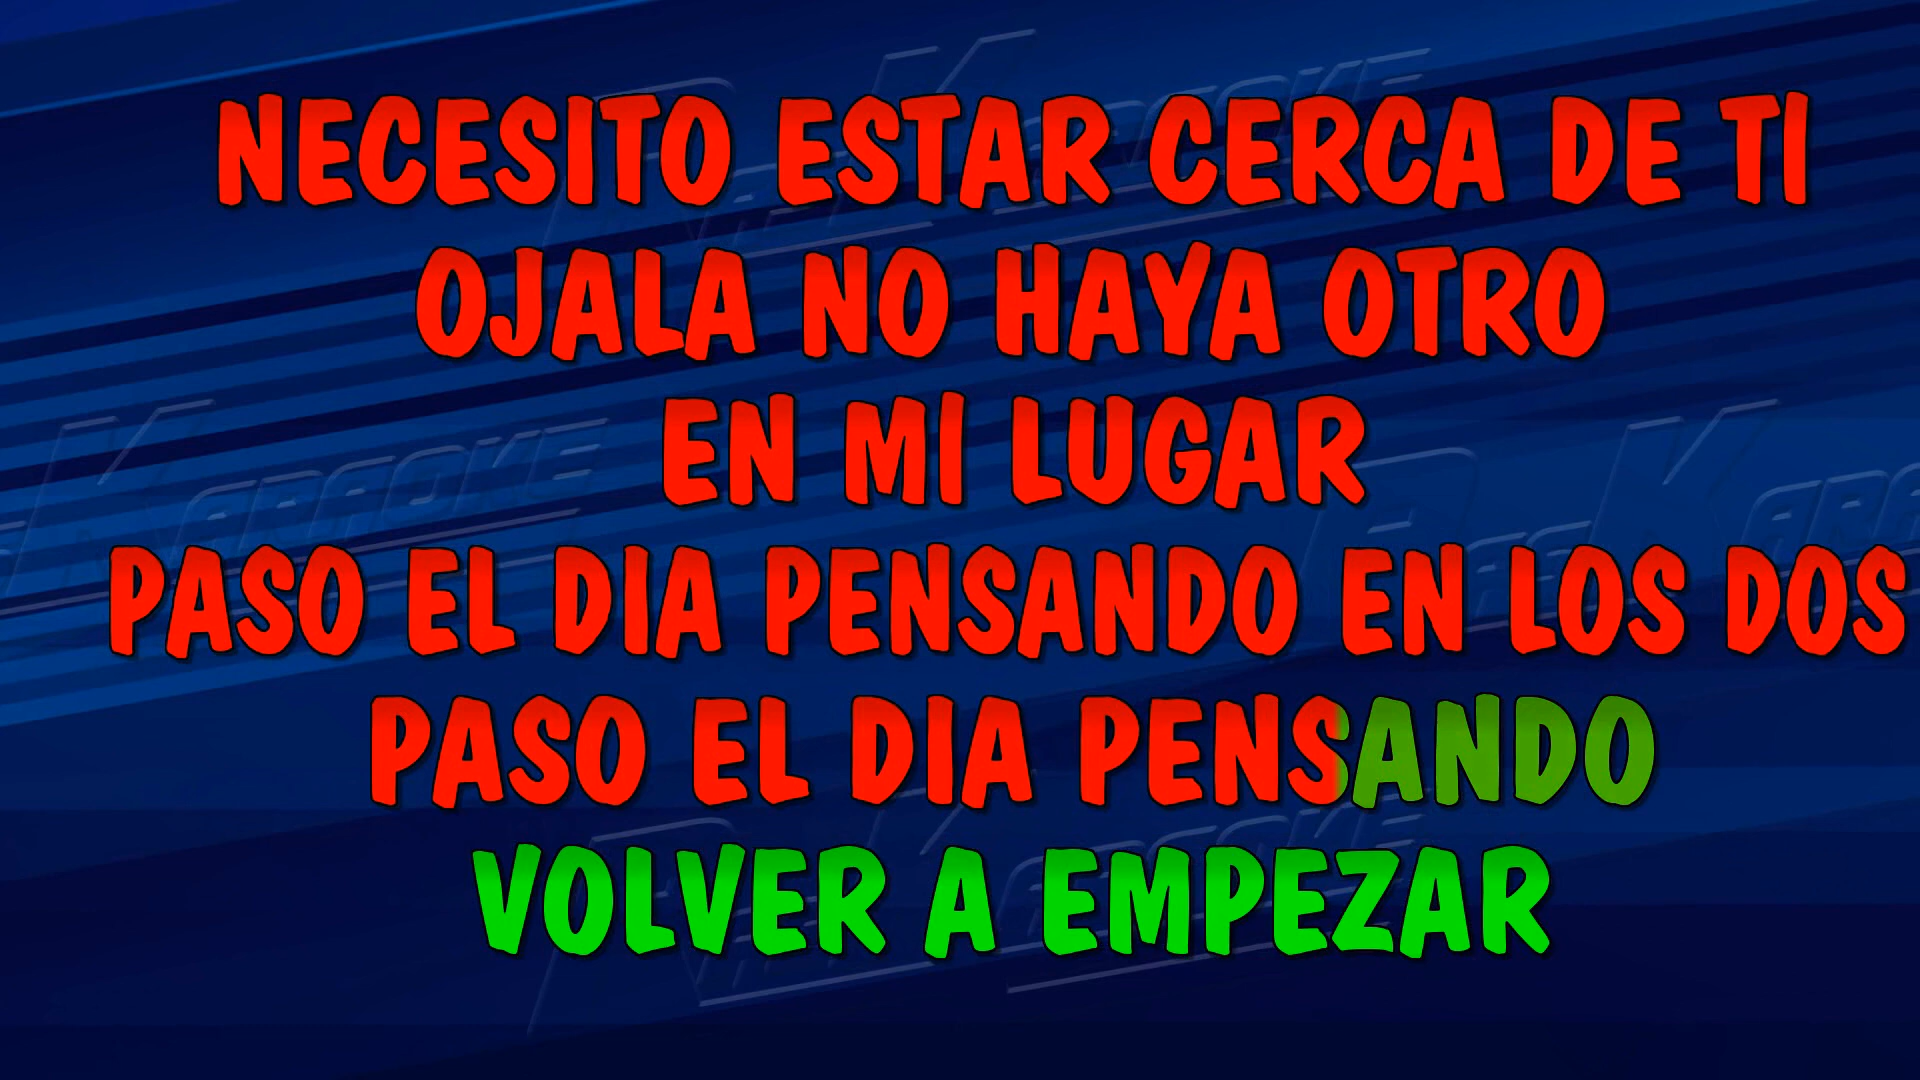 NECESITO ESTAR CERCA DE TI
OJALA NO HAYA OTRO
EN MI LUGAR
PASO EL DIA PENSANDO EN LOS DOS
PASO EL DIA PENSANDO
VOLVER A EMPEZAR